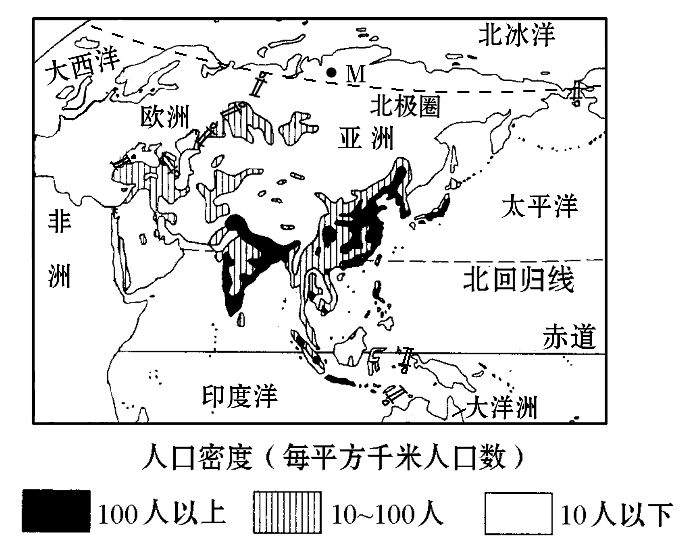 北冰洋
大西洋
M
欧洲
北极圈
亚洲
非洲
太平洋
北回归线
赤道
印度洋
大洋洲
人口密度（每平方千米人口数）
100人以上
10~100人
10人以下